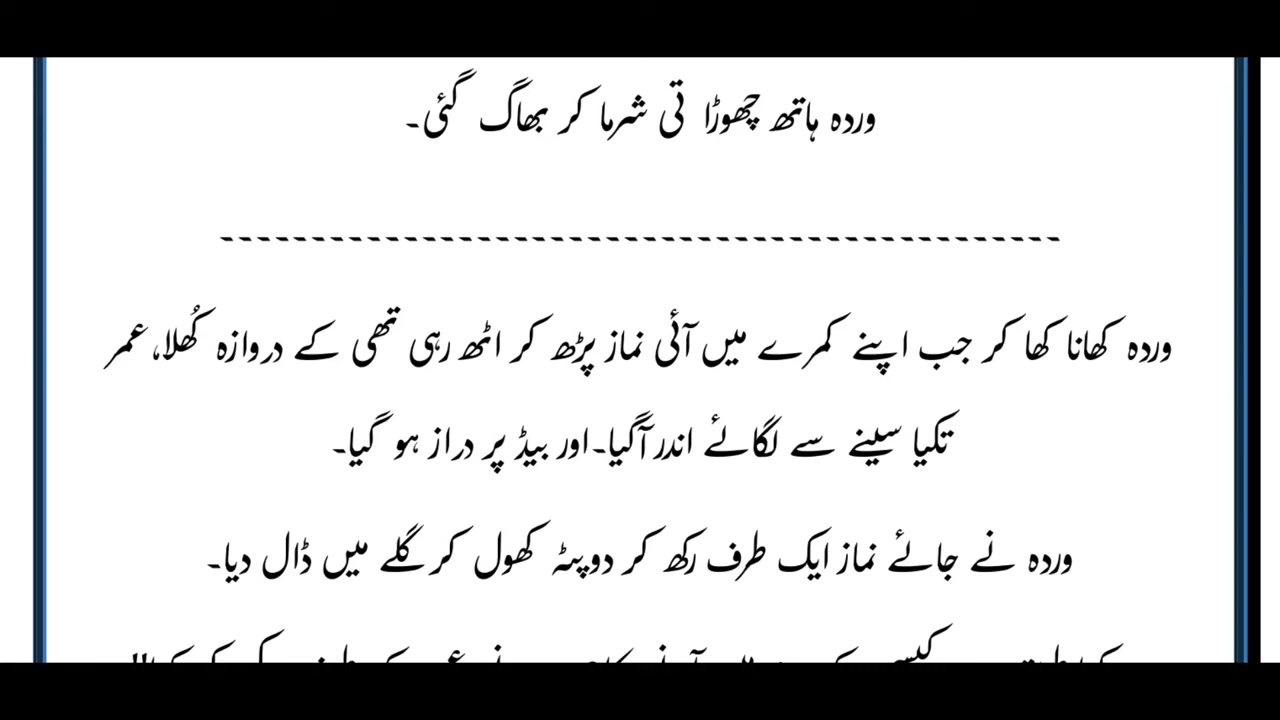 وردہ ہاتھ چھوڑا تی شرما کر بھاگ گئی۔
---------------------------------------------
وردہ کھانا کھا کر جب اپنے کمرے میں آئی نماز پڑھ کر اٹھ رہی تھی کے دروازہ کُھلا، عمر
تکیا سینے سے لگائے اندر آگیا۔اور بیڈ پر دراز ہو گیا۔
وردہ نے جائے نماز ایک طرف رکھ کر دوپٹہ کھول کر گلے میں ڈال دیا۔